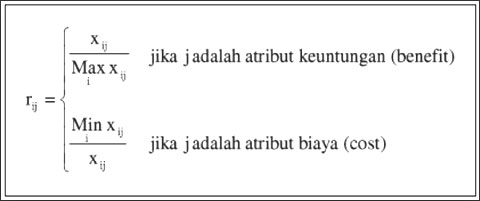 x ij
Max x ij jika j adalah atribut keuntungan (benefit)
i
r ij =
Min x ij
i
x ij jika j adalah atribut biaya (cost)